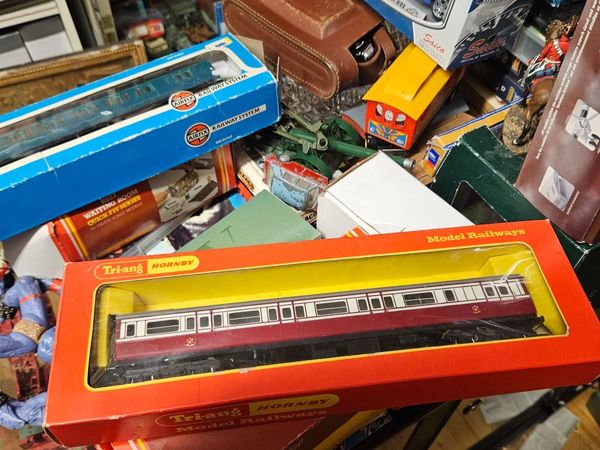 AIRFIX
RAILWAY SYSTEM
AIRFIX
RAILWAY SYSTEM
WAITING ROOM
QUICK FIT SERIES
Tri-ang HORNBY
Model Railways
Tri-ang HORNBY
Model Railways